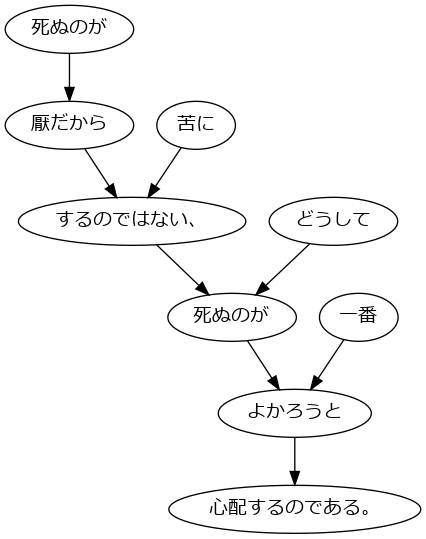 死ぬのが
厭だから
苦に
するのではない、
どうして
死ぬのが
一番
よかろうと
心配するのである。